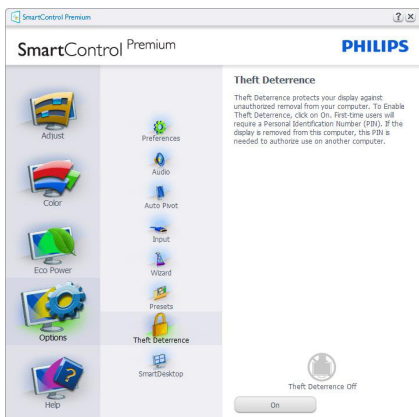 SmartControl Premium
SmartControl Premium
PHILIPS
Adjust
Color
Eco Power
Options
Help
Preferences
Audio
Auto Pivot
Input
Wizard
Presets
Theft Deterrence
SmartDesktop
Theft Deterrence
Theft Deterrence protects your display against
unauthorized removal from your computer. To Enable
Theft Deterrence, click on On. First-time users will
require a Personal Identification Number (PIN). If the
display is removed from this computer, this PIN is
needed to authorize use on another computer.
Theft Deterrence Off
On